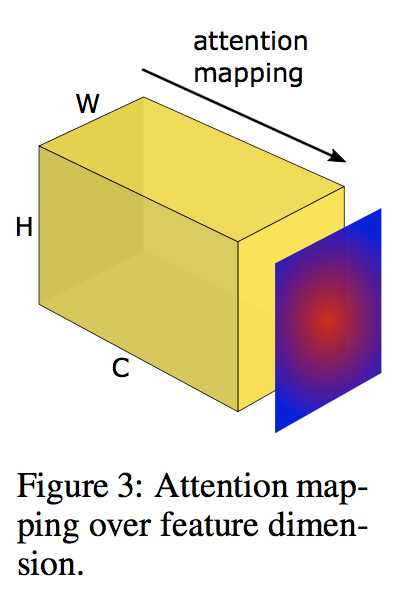 attention
mapping
W
H
C
Figure 3: Attention map-
ping over feature dimen-
sion.